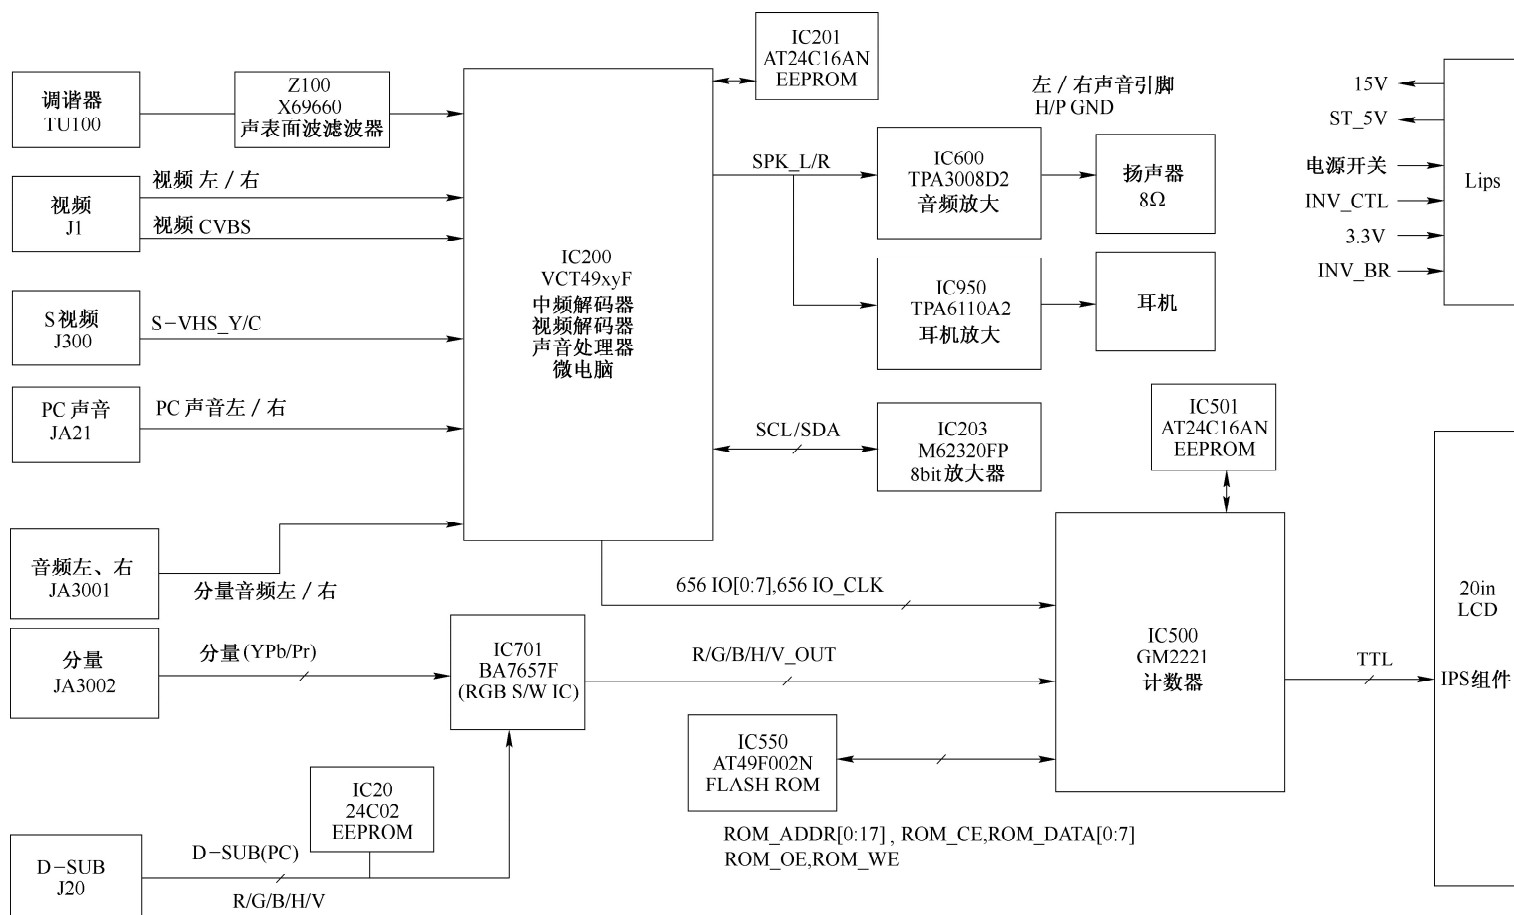 IC201
AT24C16AN
EEPROM
调谐器
TU100
Z100
X69660
声表面波滤波器
左／右声音引脚
H/P GND
15V
ST_5V
电源开关
INV_CTL
3.3V
INV_BR
Lips
视频 左／右
视频
J1
视频 CVBS
SPK_L/R
IC600
TPA3008D2
音频放大
扬声器
8Ω
IC200
VCT49xyF
中频解码器
视频解码器
声音处理器
微电脑
IC950
TPA6110A2
耳机放大
耳机
S视频
J300
S-VHS_Y/C
PC 声音
JA21
PC 声音左／右
SCL/SDA
IC203
M62320FP
8bit 放大器
IC501
AT24C16AN
EEPROM
音频左、右
JA3001
分量音频左／右
656 IO[0:7],656 IO_CLK
分量
JA3002
分量(YPb/Pr)
IC701
BA7657F
(RGB S/W IC)
R/G/B/H/V_OUT
IC500
GM2221
计数器
TTL
20in
LCD
IPS组件
IC550
AT49F002N
FLASH ROM
ROM_ADDR[0:17] , ROM_CE,ROM_DATA[0:7]
ROM_OE,ROM_WE
IC20
24C02
EEPROM
D-SUB
J20
D-SUB(PC)
R/G/B/H/V